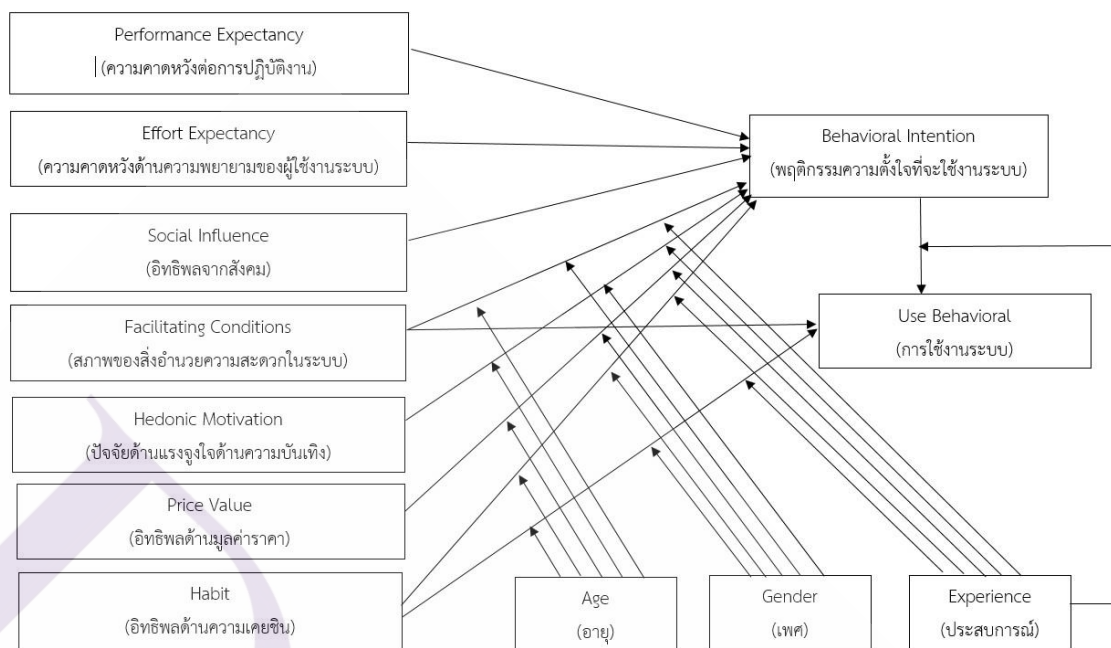 Performance Expectancy
(ความคาดหวังต่อการปฏิบัติงาน)
Effort Expectancy
(ความคาดหวังด้านความพยายามของผู้ใช้งานระบบ)
Social Influence
(อิทธิพลจากสังคม)
Facilitating Conditions
(สภาพของสิ่งอำนวยความสะดวกในระบบ)
Hedonic Motivation
(ปัจจัยด้านแรงจูงใจด้านความบันเทิง)
Price Value
(อิทธิพลด้านมูลค่าราคา)
Habit
(อิทธิพลด้านความเคยชิน)
Behavioral Intention
(พฤติกรรมความตั้งใจที่จะใช้งานระบบ)
Use Behavioral
(การใช้งานระบบ)
Age
(อายุ)
Gender
(เพศ)
Experience
(ประสบการณ์)